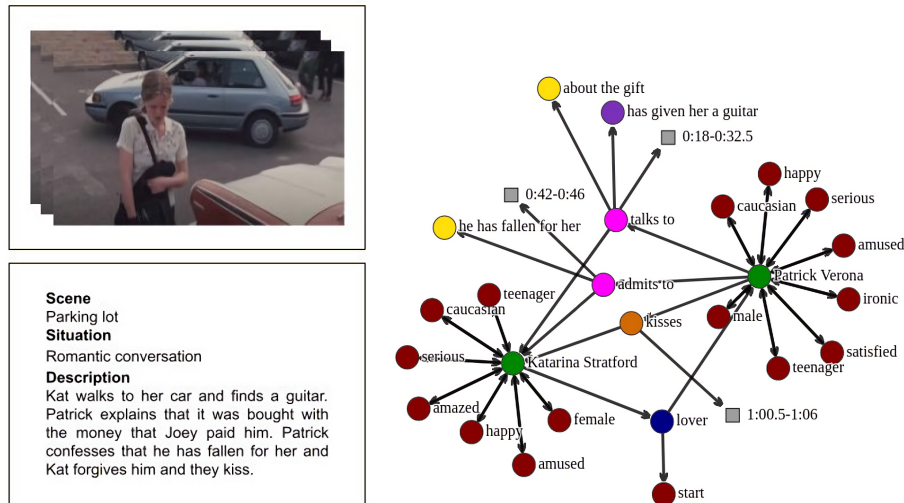 Scene
Parking lot
Situation
Romantic conversation
Description
Kat walks to her car and finds a guitar.
Patrick explains that it was bought with
the money that Joey paid him. Patrick
confesses that he has fallen for her and
Kat forgives him and they kiss.
about the gift
has given her a guitar
0:18-0:32.5
happy
0:42-0:46
caucasian
serious
talks to
he has fallen for her
amused
Patrick Verona
admits to
teenager
ironic
caucasian
kisses
male
serious
Katarina Stratford
satisfied
teenager
amazed
female
lover
1:00.5-1:06
happy
amused
start